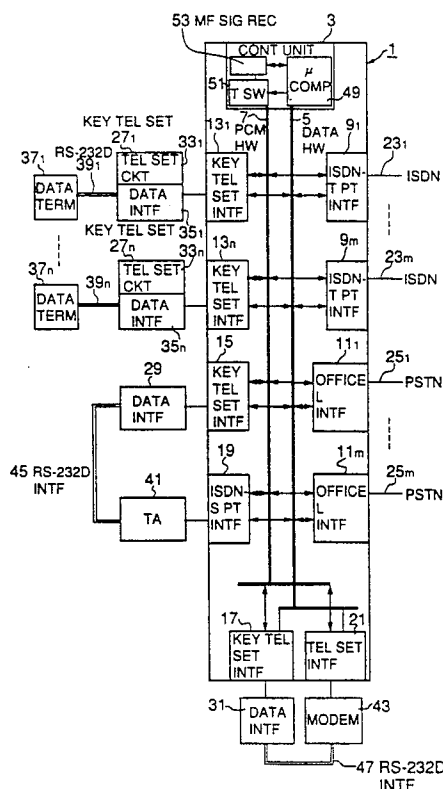 53 MF SIG REC
3
CONT UNIT
1
51
T SW
μ
COMP
49
7
5
PCM
HW
DATA
HW
KEY TEL SET
27₁
33₁
RS-232D
39₁
37₁
DATA
TERM
TEL SET
CKT
DATA
INTF
35₁
13₁
KEY
TEL
SET
INTF
9₁
ISDN-
T PT
INTF
23₁
ISDN
KEY TEL SET
27n
33n
37n
DATA
TERM
39n
TEL SET
CKT
DATA
INTF
35n
13n
KEY
TEL
SET
INTF
9m
ISDN-
T PT
INTF
23m
ISDN
29
DATA
INTF
15
KEY
TEL
SET
INTF
11₁
OFFICE
L
INTF
25₁
PSTN
45 RS-232D
INTF
41
TA
19
ISDN
S PT
INTF
11m
OFFICE
L
INTF
25m
PSTN
17
KEY TEL
SET
INTF
21
TEL SET
INTF
31
DATA
INTF
MODEM
43
47 RS-232D
INTF